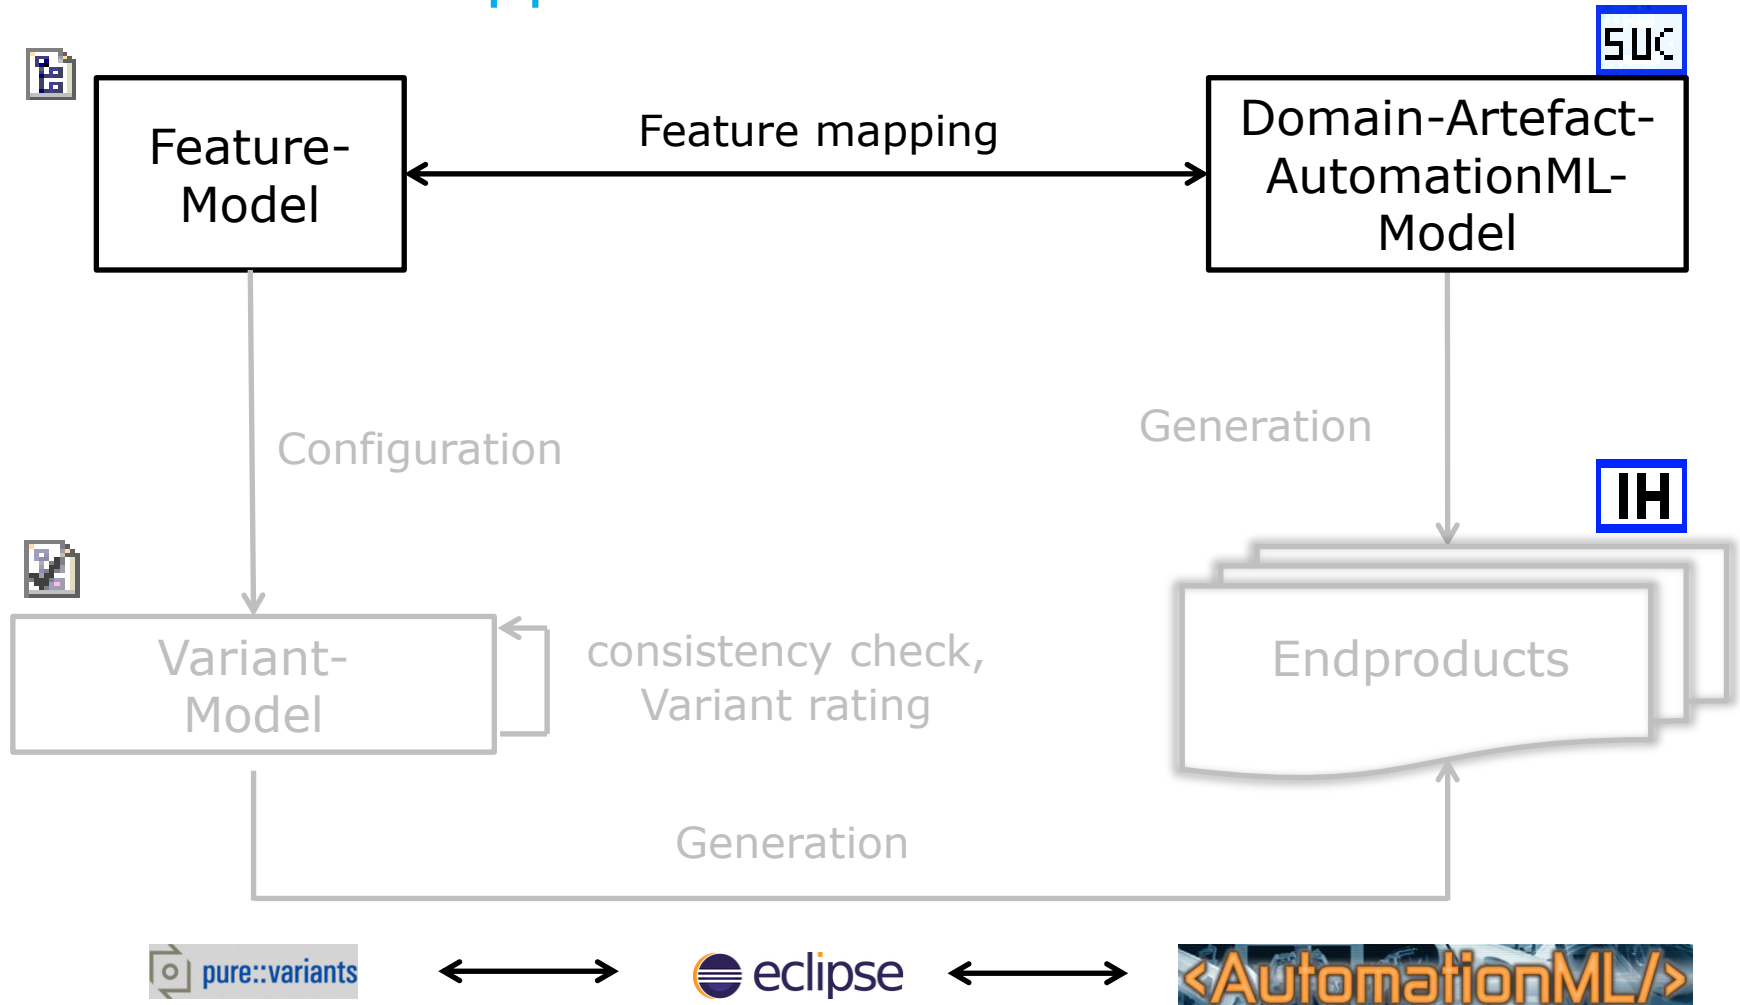 SUC
Feature-
Model
Feature mapping
Domain-Artefact-
AutomationML-
Model
Configuration
Generation
IH
Variant-
Model
consistency check,
Variant rating
Endproducts
Generation
pure::variants
eclipse
<AutomationML/>